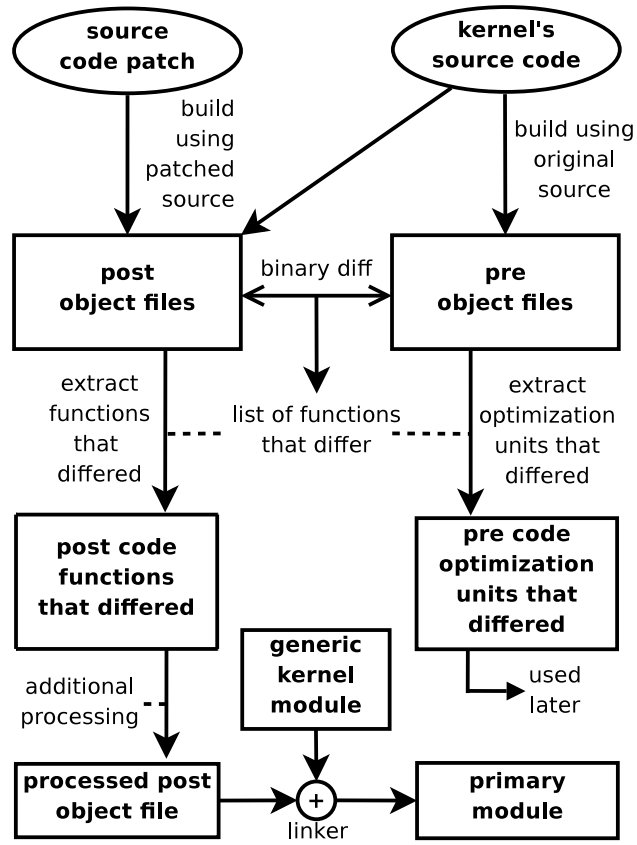 source
code patch
kernel's
source code
build
using
patched
source
build using
original
source
post
object files
binary diff
pre
object files
extract
functions
that
differed
list of functions
that differ
extract
optimization
units that
differed
post code
functions
that differed
pre code
optimization
units that
differed
generic
kernel
module
additional
processing
used
later
processed post
object file
+
linker
primary
module